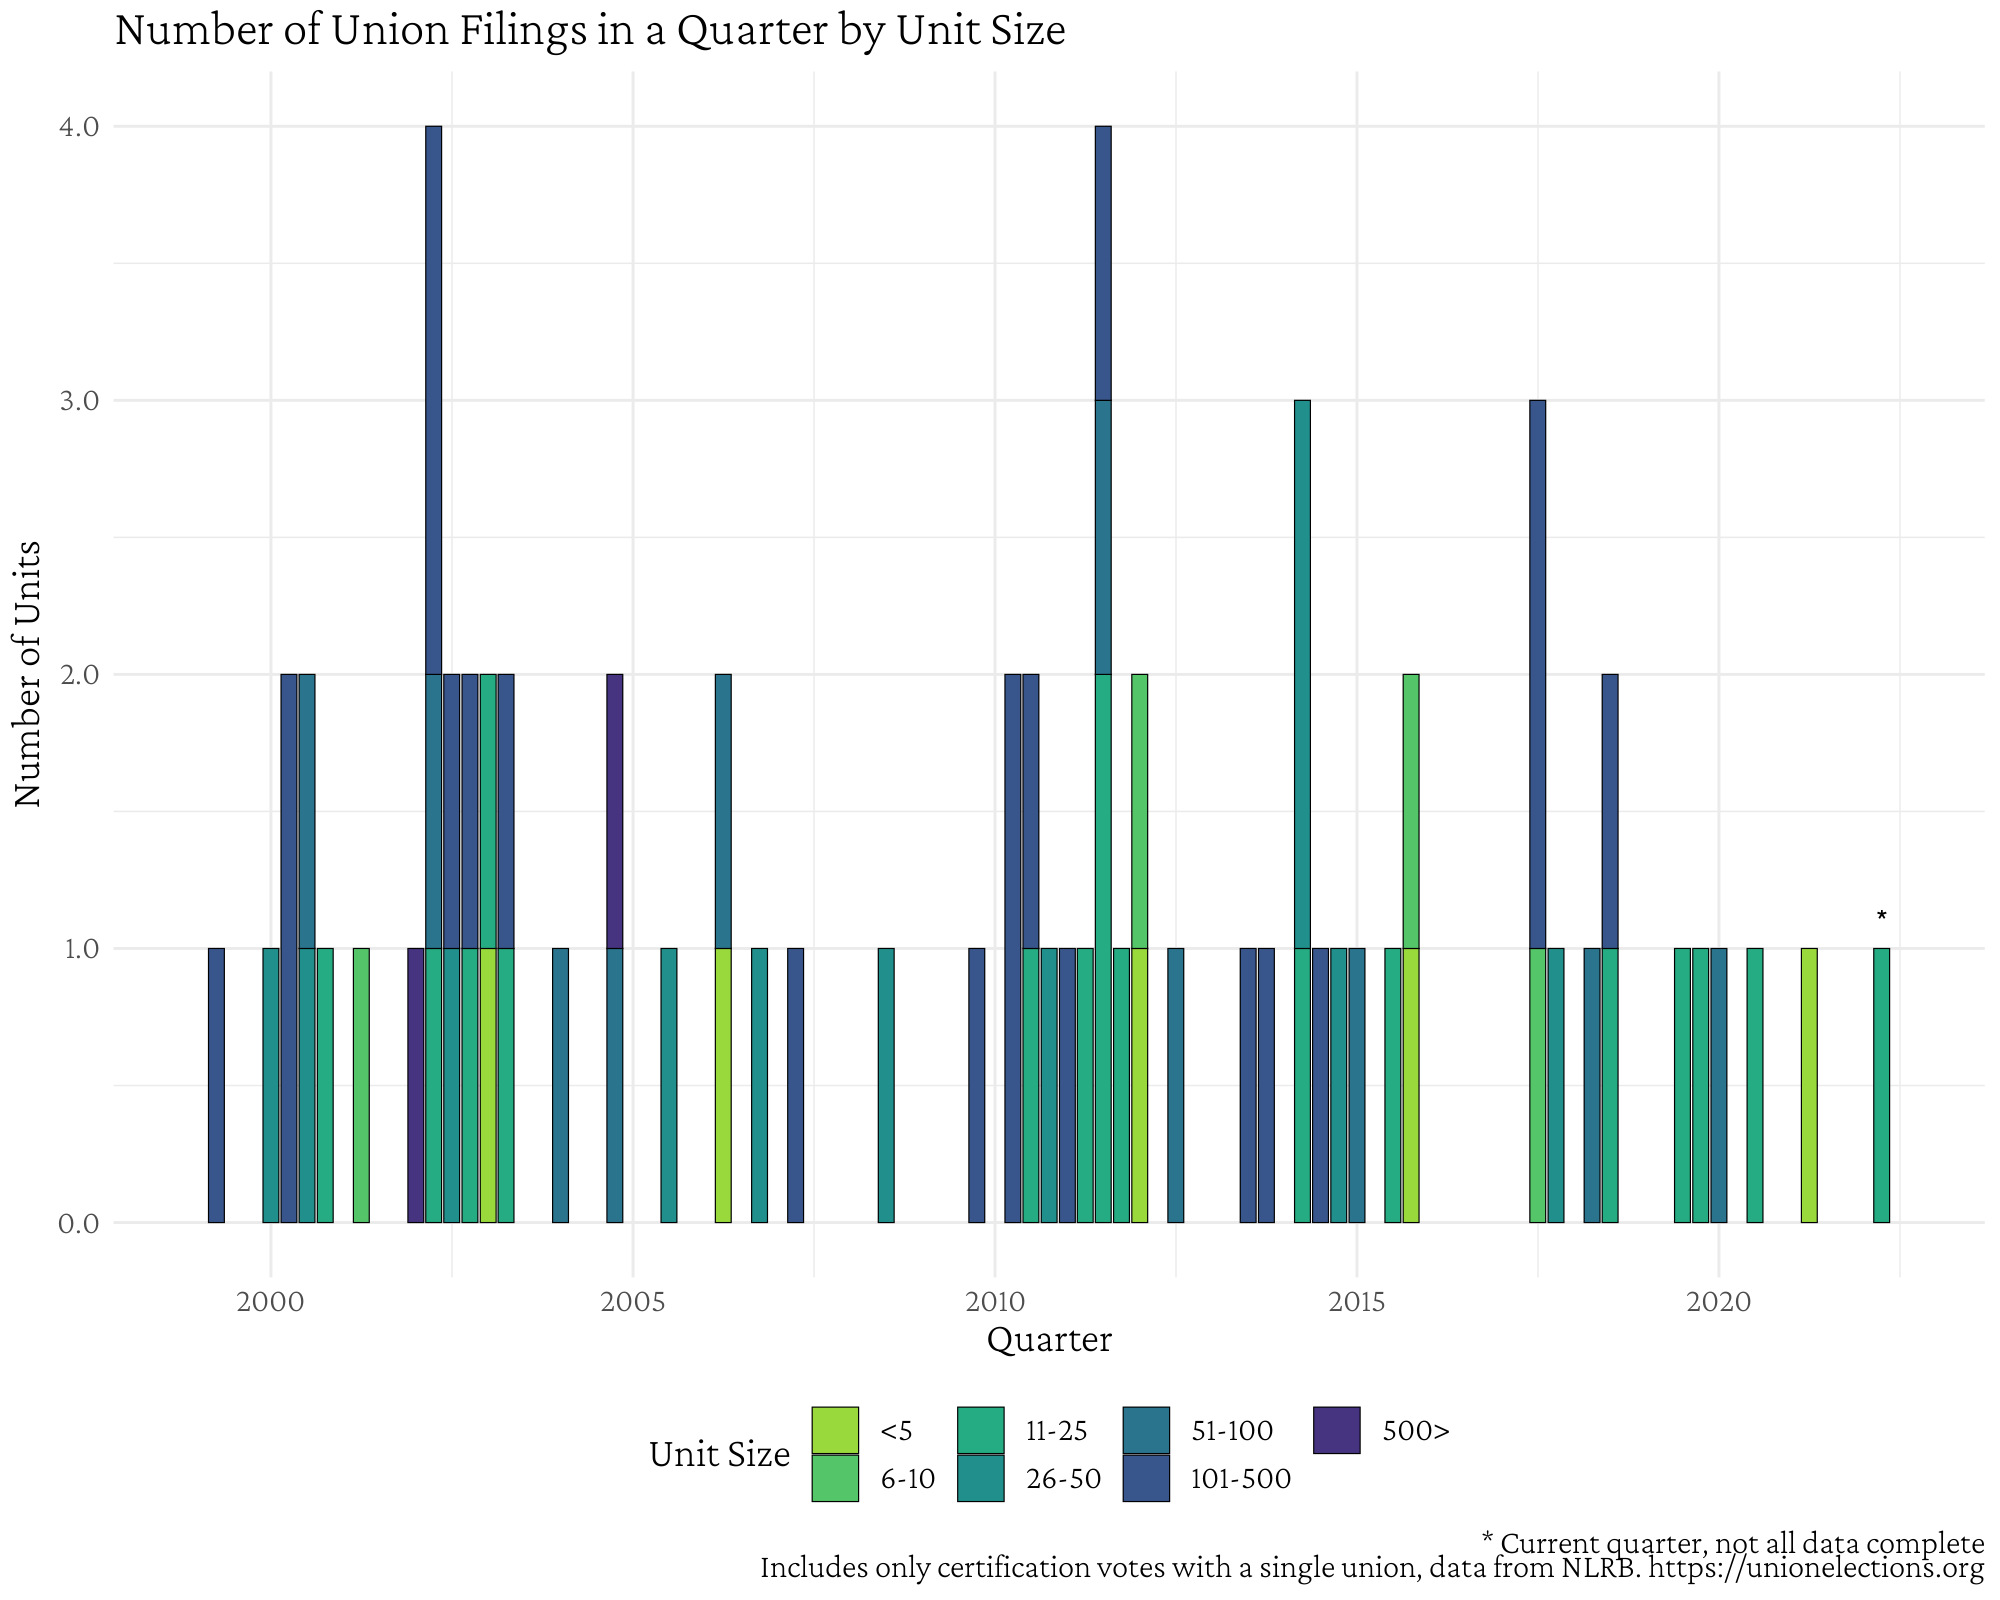 Number of Union Filings in a Quarter by Unit Size
4.0
3.0
2.0
1.0
0.0
Number of Units
*
2000 2005 2010 2015 2020
Quarter
Unit Size
<5 11-25 51-100 500>
6-10 26-50 101-500
* Current quarter, not all data complete
Includes only certification votes with a single union, data from NLRB. https://unionelections.org